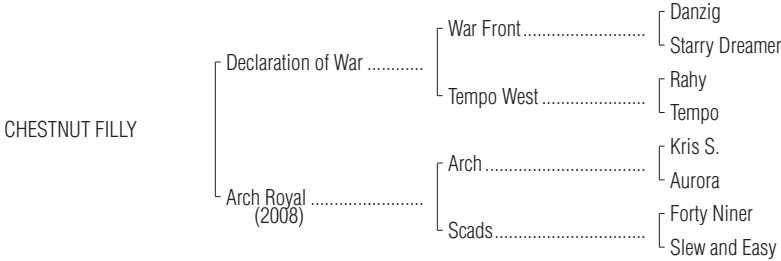 Danzig
War Front
Starry Dreamer
Declaration of War
Rahy
Tempo West
Tempo
CHESTNUT FILLY
Kris S.
Arch
Aurora
Arch Royal
(2008)
Forty Niner
Scads
Slew and Easy